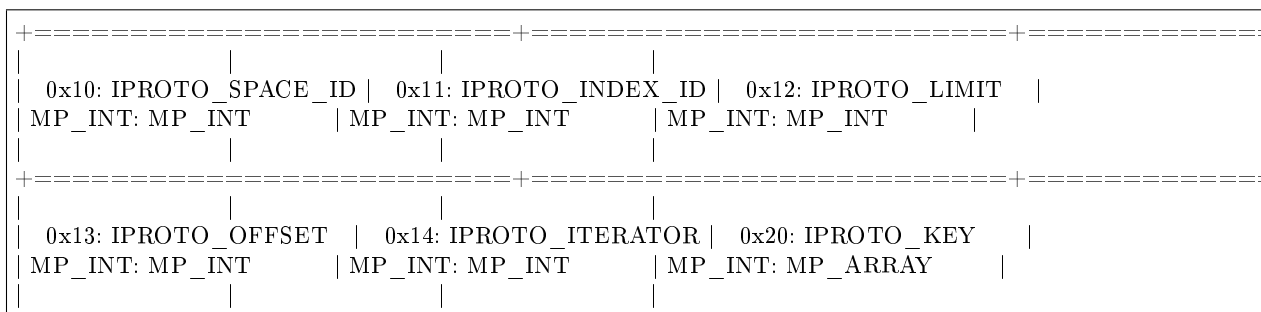 +=========================+=========================+============
| | | |
| 0x10: IPROTO_SPACE_ID | 0x11: IPROTO_INDEX_ID | 0x12: IPROTO_LIMIT |
| MP_INT: MP_INT | MP_INT: MP_INT | MP_INT: MP_INT |
| | | |
+=========================+=========================+============
| | | |
| 0x13: IPROTO_OFFSET | 0x14: IPROTO_ITERATOR | 0x20: IPROTO_KEY |
| MP_INT: MP_INT | MP_INT: MP_INT | MP_INT: MP_ARRAY |
| | | |